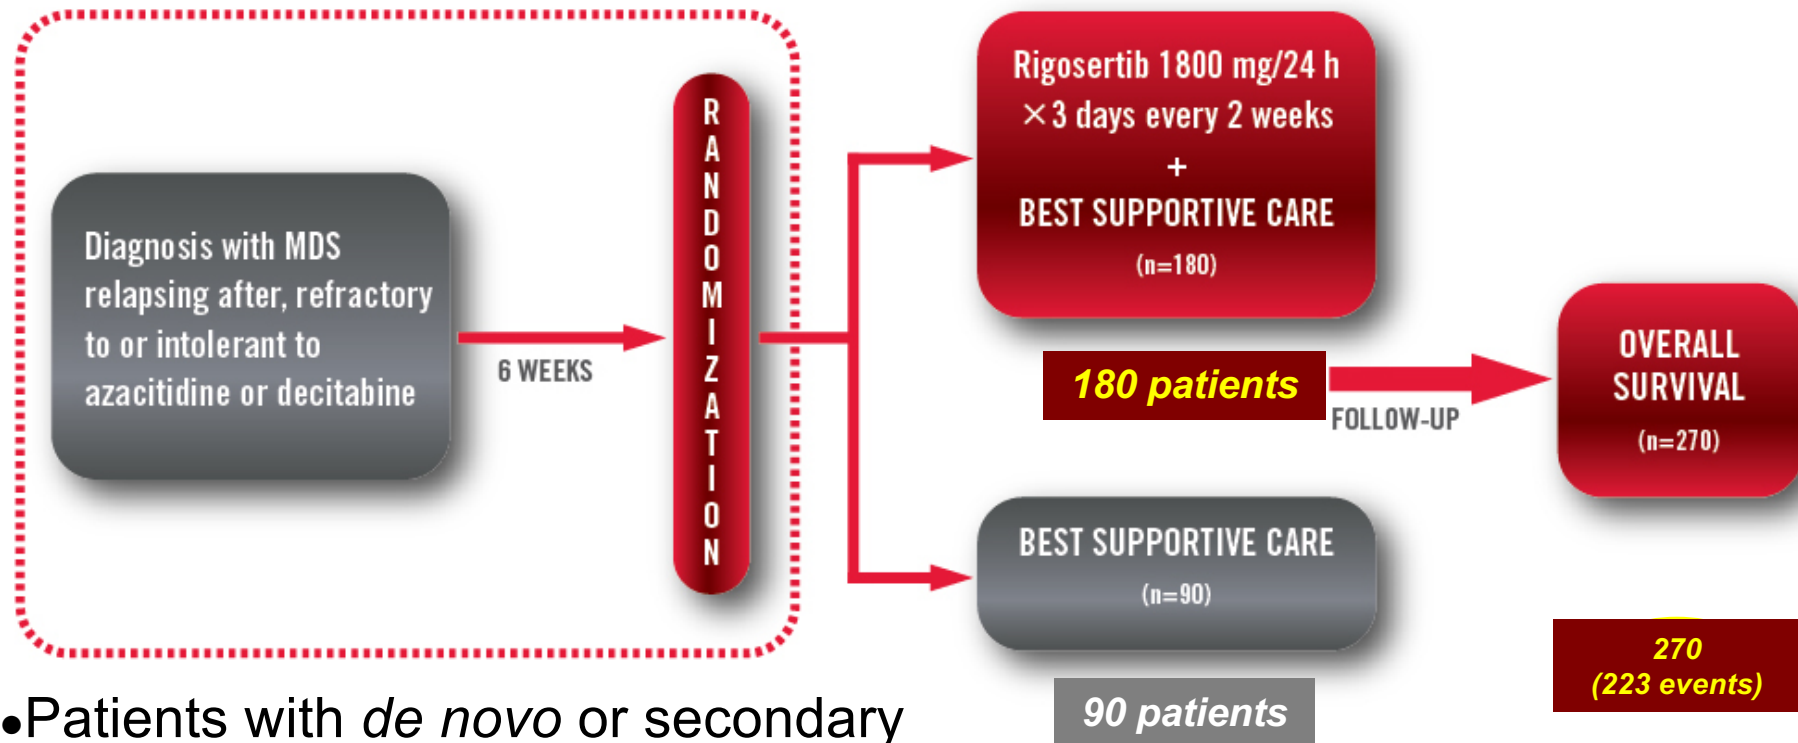 Diagnosis with MDS
relapsing after, refractory
to or intolerant to
azacitidine or decitabine
6 WEEKS
RANDOMIZATION
Rigosertib 1800 mg/24 h
×3 days every 2 weeks
+
BEST SUPPORTIVE CARE
(n=180)
180 patients
FOLLOW-UP
OVERALL
SURVIVAL
(n=270)
BEST SUPPORTIVE CARE
(n=90)
90 patients
270
(223 events)
●Patients with de novo or secondary